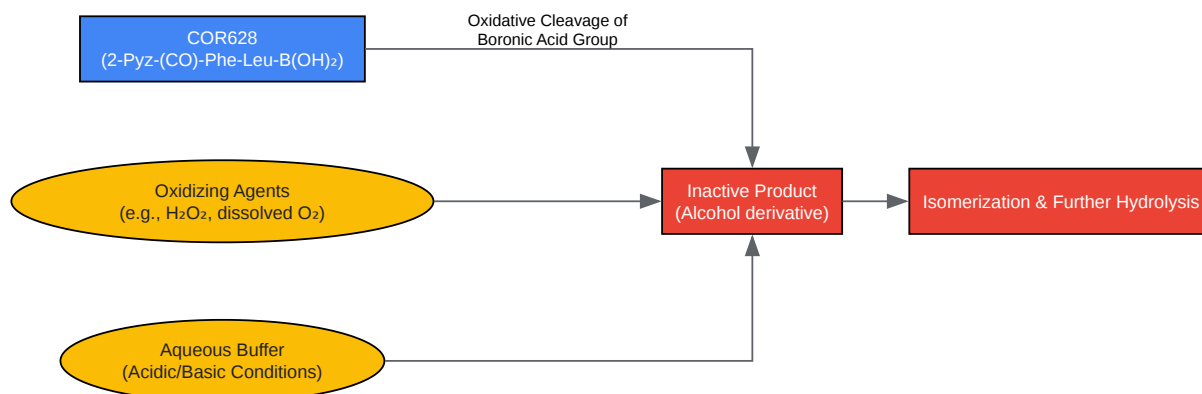 COR628
(2-Pyz-(CO)-Phe-Leu-B(OH)₂)
Oxidative Cleavage of
Boronic Acid Group
Oxidizing Agents
(e.g., H₂O₂, dissolved O₂)
Inactive Product
(Alcohol derivative)
Isomerization & Further Hydrolysis
Aqueous Buffer
(Acidic/Basic Conditions)